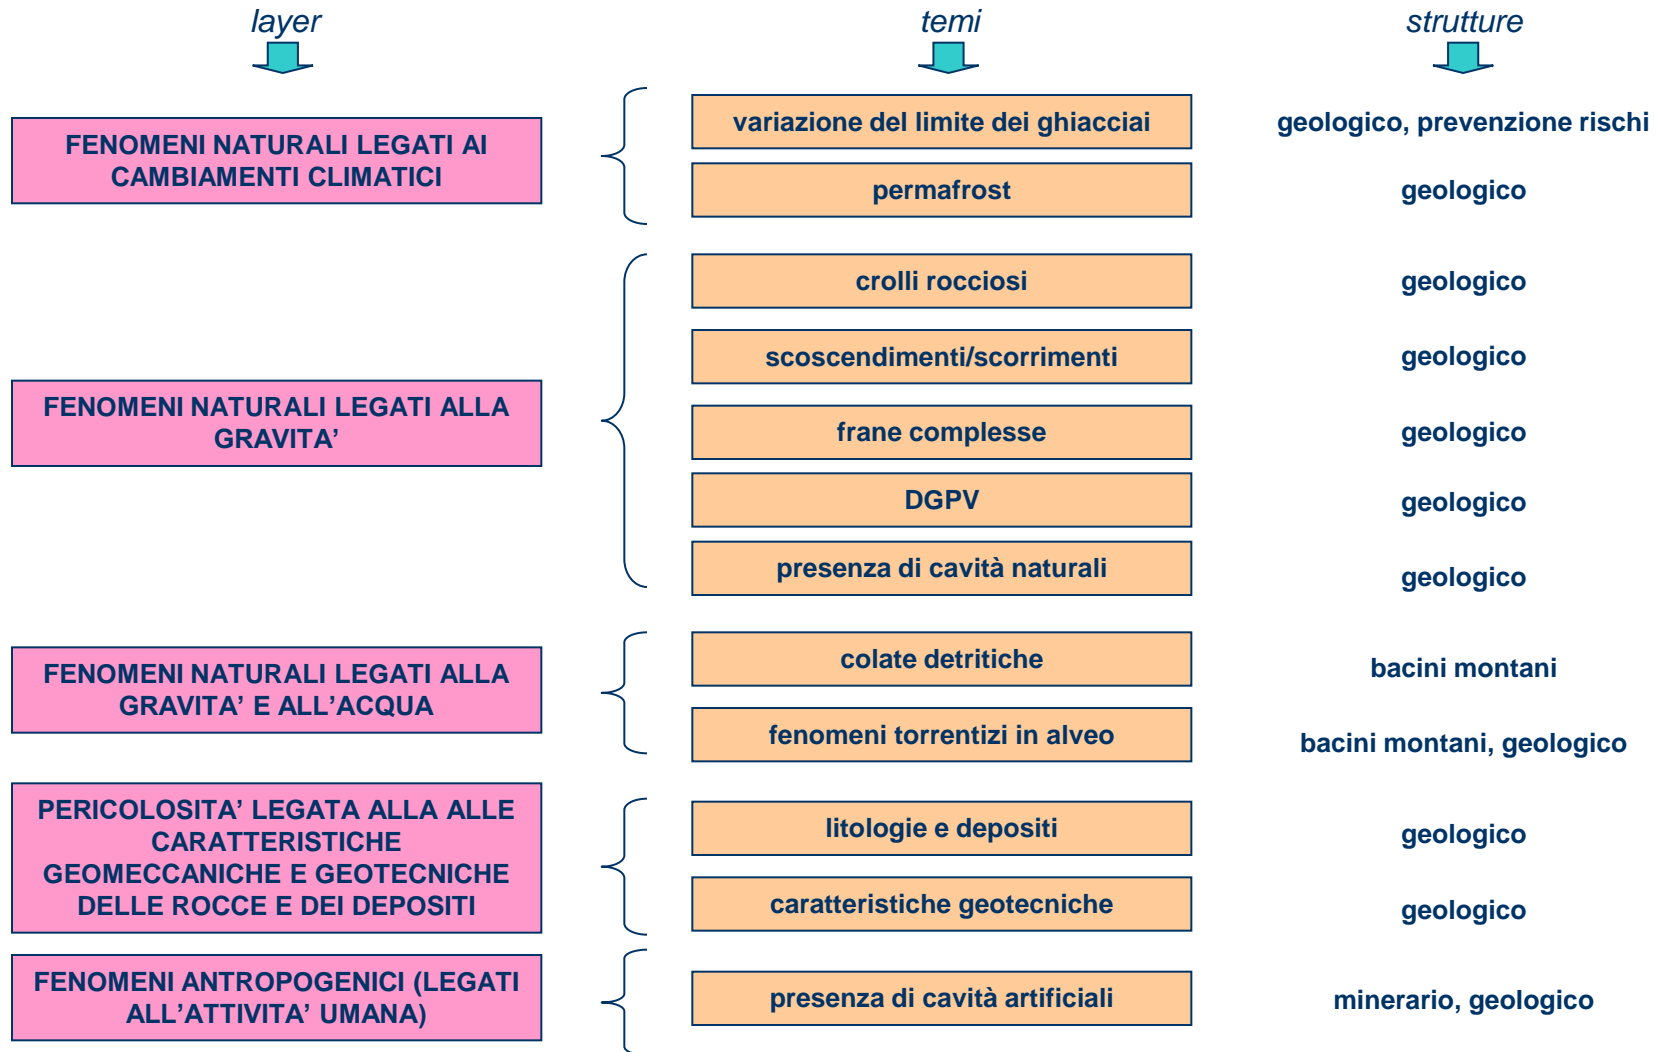 layer
temi
strutture
FENOMENI NATURALI LEGATI AI
CAMBIAMENTI CLIMATICI
variazione del limite dei ghiacciai
geologico, prevenzione rischi
permafrost
geologico
FENOMENI NATURALI LEGATI ALLA
GRAVITA’
crolli rocciosi
geologico
scoscendimenti/scorrimenti
geologico
frane complesse
geologico
DGPV
geologico
presenza di cavità naturali
geologico
FENOMENI NATURALI LEGATI ALLA
GRAVITA’ E ALL’ACQUA
colate detritiche
bacini montani
fenomeni torrentizi in alveo
bacini montani, geologico
PERICOLOSITA’ LEGATA ALLA ALLE
CARATTERISTICHE
GEOMECCANICHE E GEOTECNICHE
DELLE ROCCE E DEI DEPOSITI
litologie e depositi
geologico
caratteristiche geotecniche
geologico
FENOMENI ANTROPOGENICI (LEGATI
ALL’ATTIVITA’ UMANA)
presenza di cavità artificiali
minerario, geologico